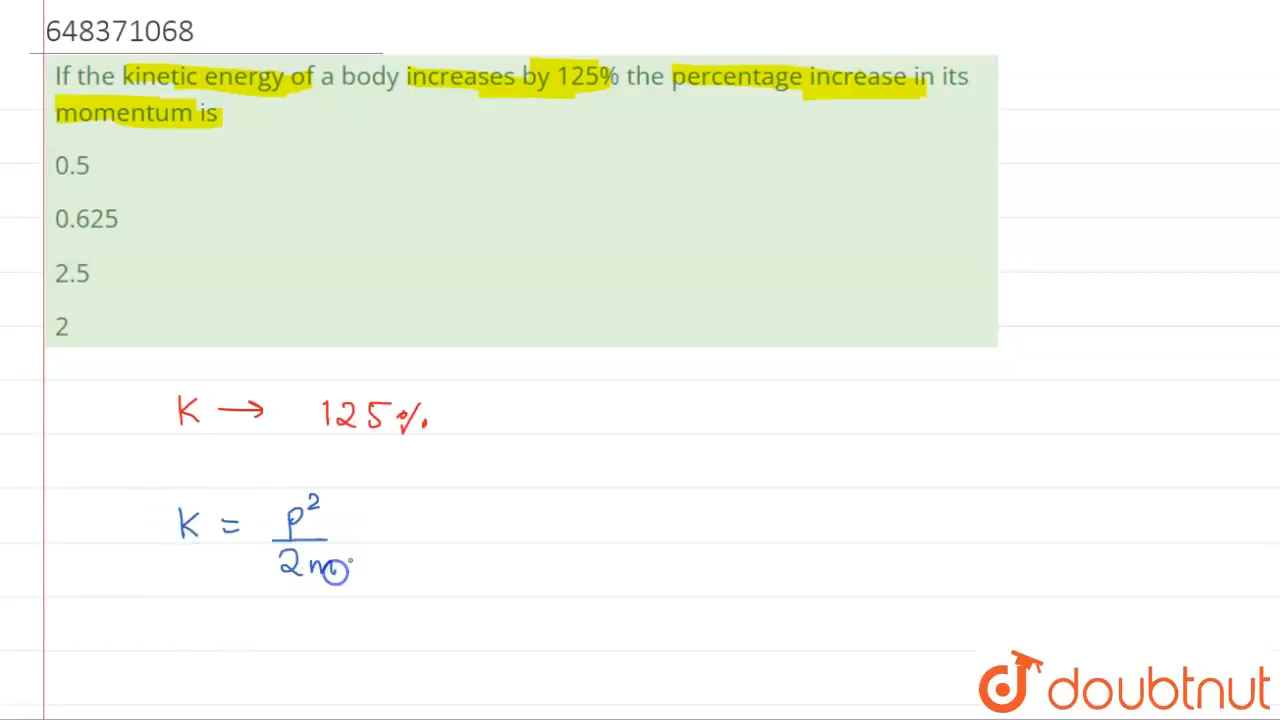 648371068
If the kinetic energy of a body increases by 125% the percentage increase in its
momentum is
0.5
0.625
2.5
2
K → 125%
K = p²/2m
doubtnut